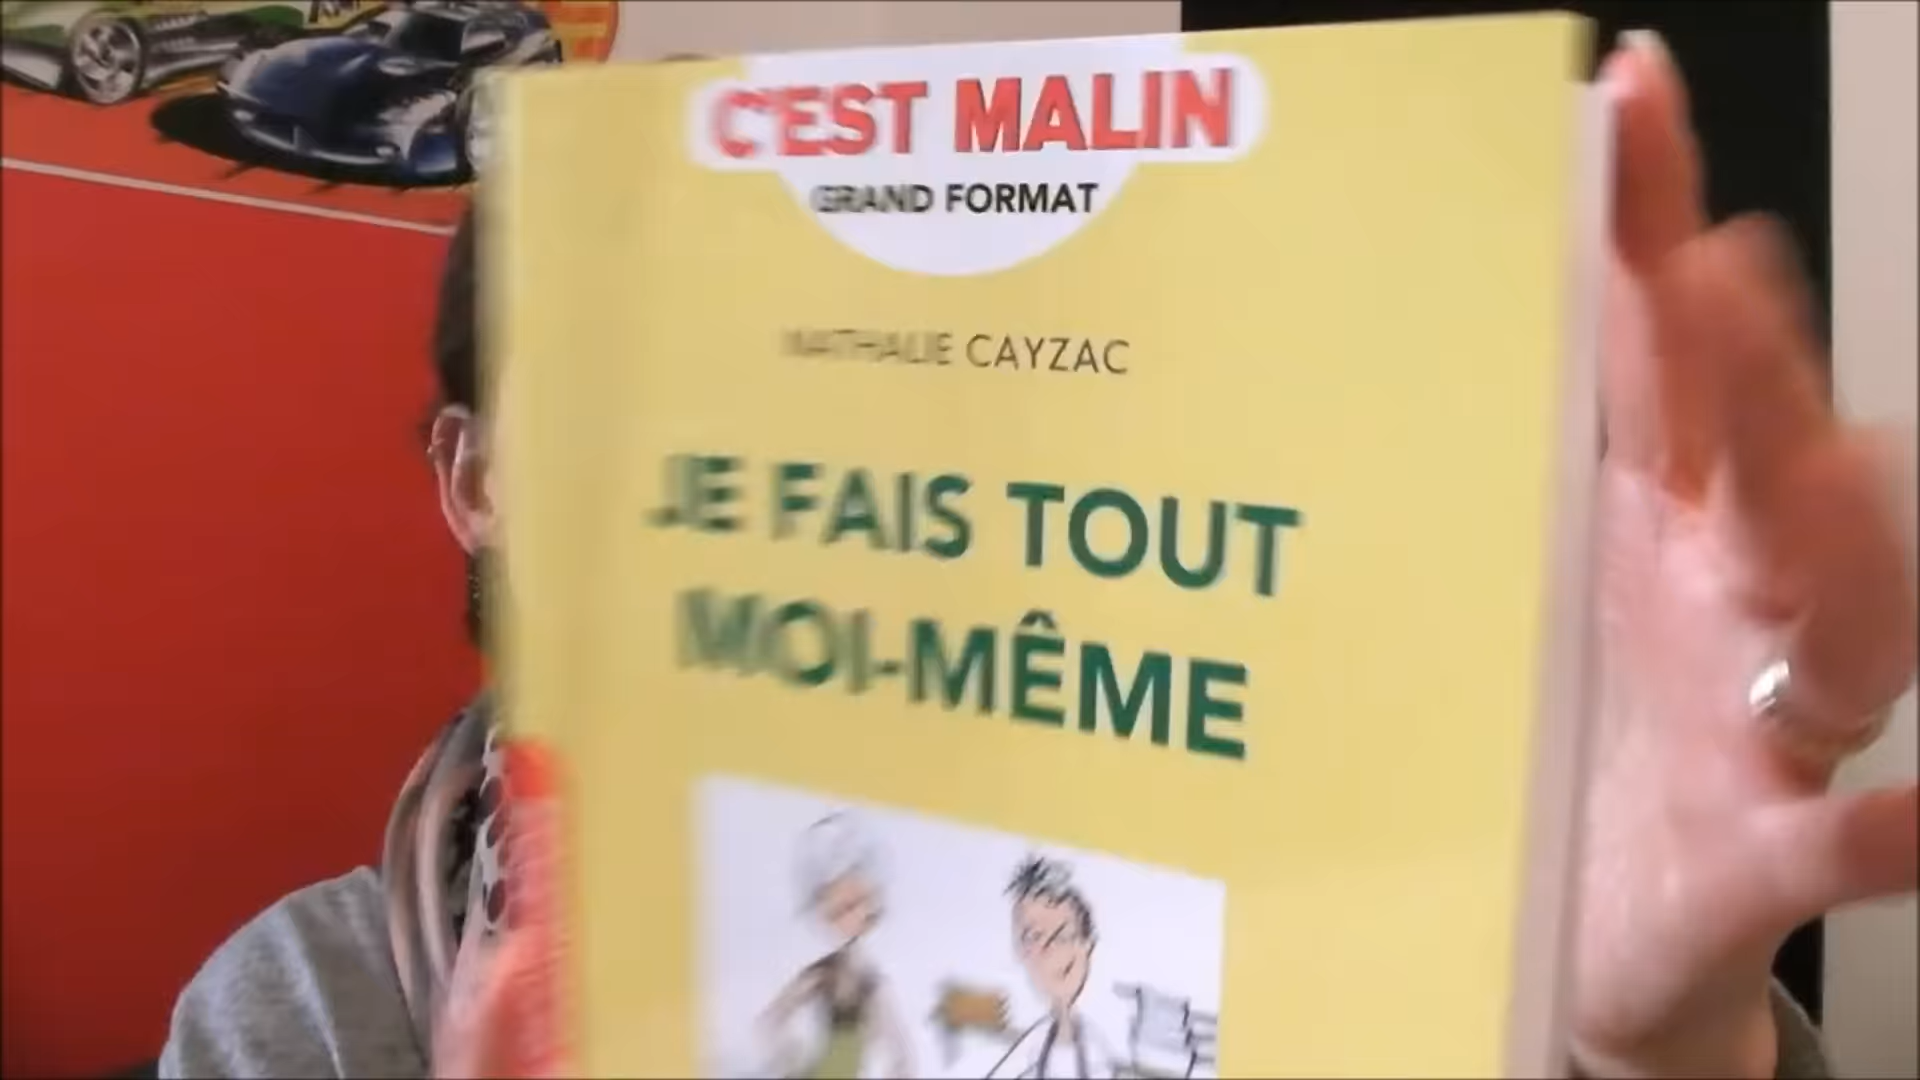 C'EST MALIN
GRAND FORMAT
NATHALIE CAYZAC
JE FAIS TOUT
MOI-MÊME